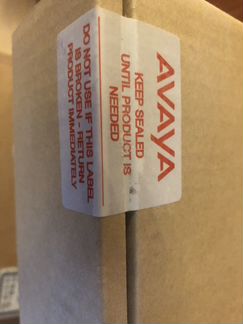 AVAYA
KEEP SEALED
UNTIL PRODUCT IS
NEEDED
DO NOT USE IF THIS LABEL
IS BROKEN - RETURN
PRODUCT IMMEDIATELY